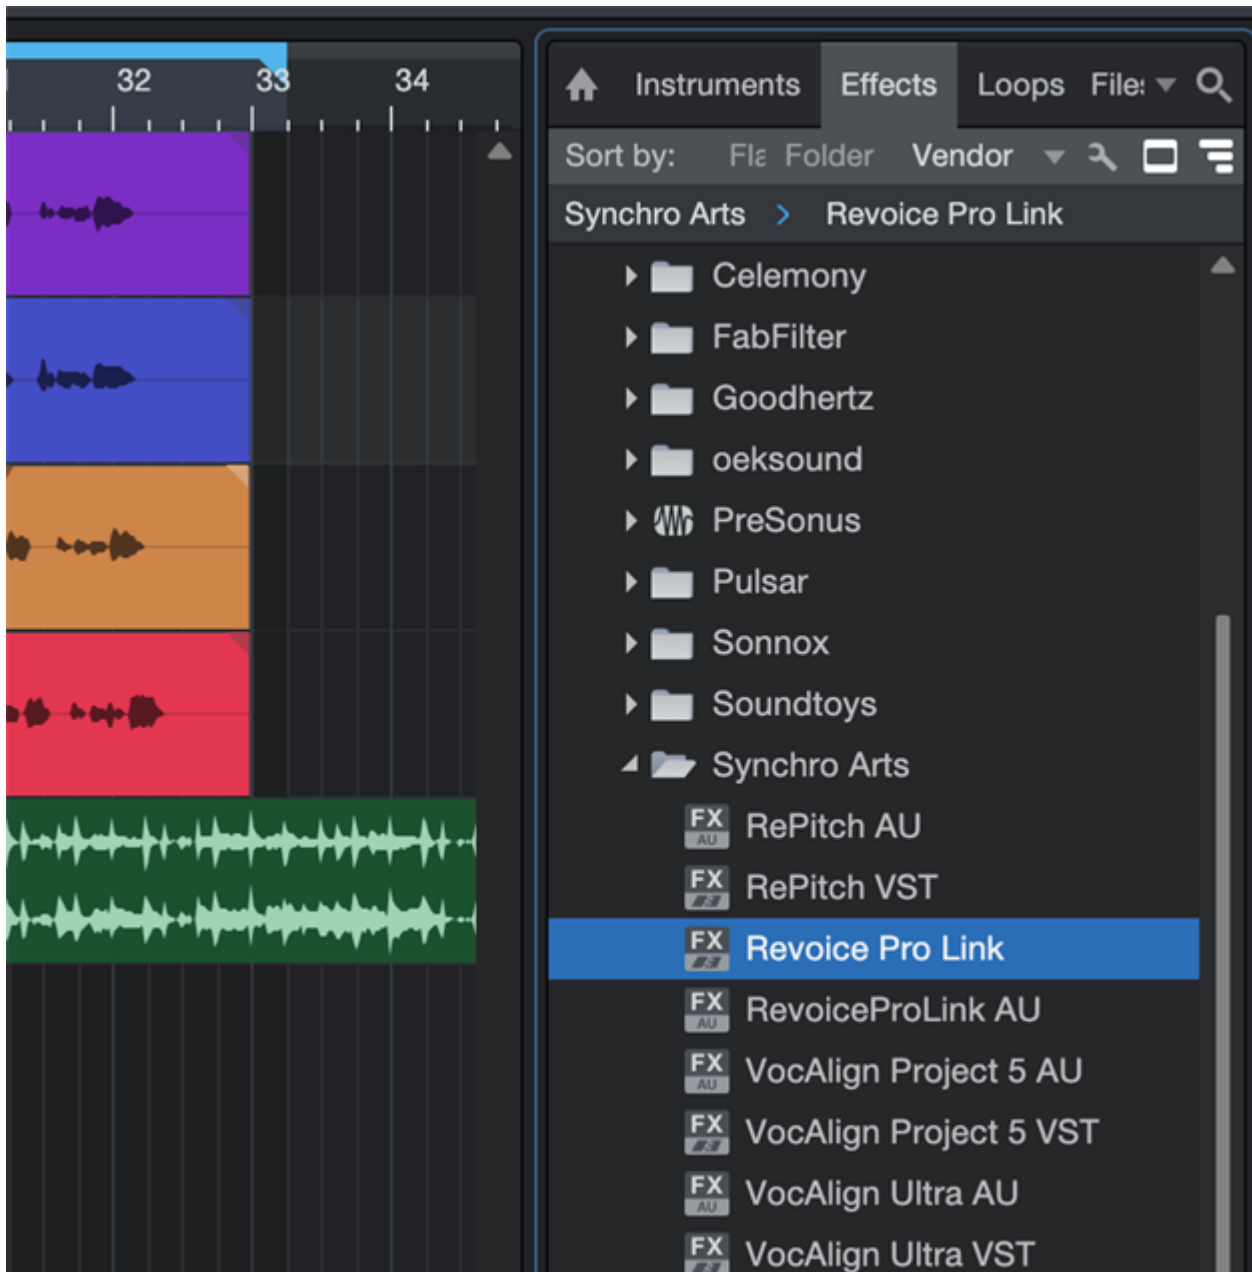 32 33 34
Instruments Effects Loops
Sort by: Folder Vendor
Synchro Arts > Revoice Pro Link
Celemony
FabFilter
Goodhertz
oeksound
PreSonus
Pulsar
Sonnox
Soundtoys
Synchro Arts
FX AU RePitch AU
FX RePitch VST
FX Revoice Pro Link
FX AU RevoiceProLink AU
FX AU VocAlign Project 5 AU
FX VocAlign Project 5 VST
FX AU VocAlign Ultra AU
FX VocAlign Ultra VST